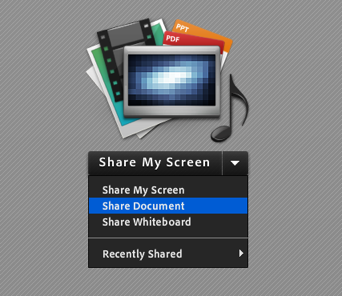 PPT
PDF
Share My Screen
Share My Screen
Share Document
Share Whiteboard
Recently Shared